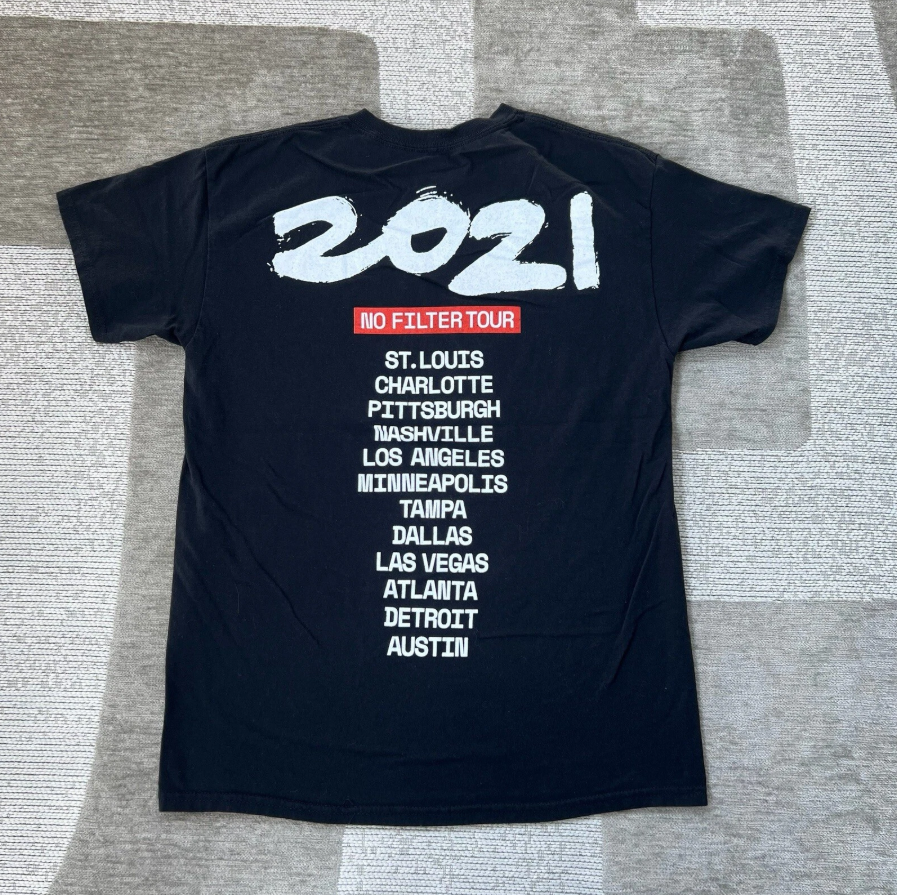 2021
NO FILTER TOUR
ST.LOUIS
CHARLOTTE
PITTSBURGH
NASHVILLE
LOS ANGELES
MINNEAPOLIS
TAMPA
DALLAS
LAS VEGAS
ATLANTA
DETROIT
AUSTIN